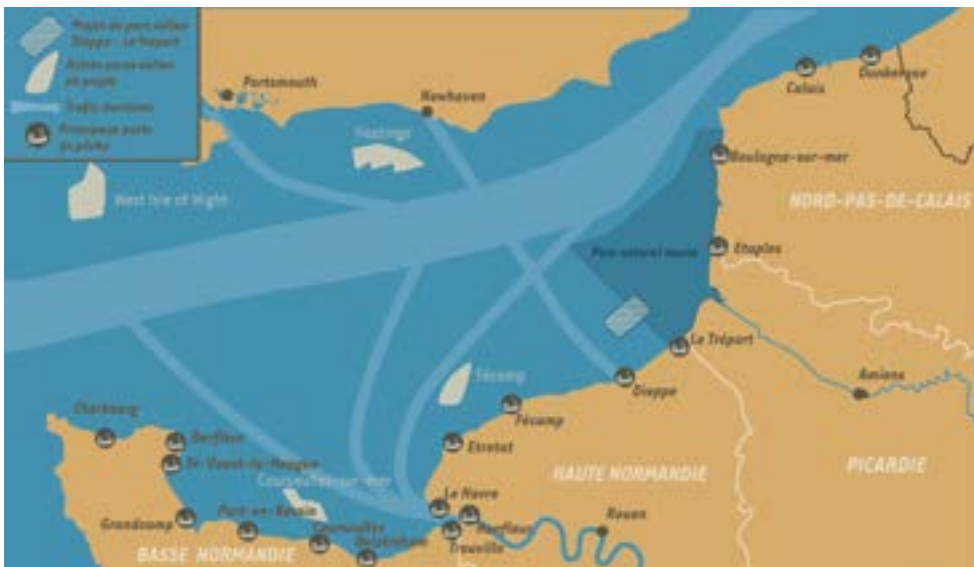 Projet de parc éolien
Dieppe - Le Tréport
Autres parcs éolien
en projet
Trafic maritime
Principaux ports
de pêche
Portsmouth
Newhaven
Calais
Dunkerque
Hastings
Boulogne-sur-mer
West Isle of Wight
NORD-PAS-DE-CALAIS
Parc naturel marin
Etaples
Le Tréport
Fécamp
Dieppe
Amiens
Cherbourg
Fécamp
Barfleur
Etretat
St-Vaast-la-Hougue
HAUTE NORMANDIE
PICARDIE
Courseulles-sur-mer
Le Havre
Grandcamp
Port-en-Bessin
Honfleur
Rouen
Courseulles
Ouistreham
Trouville
BASSE NORMANDIE